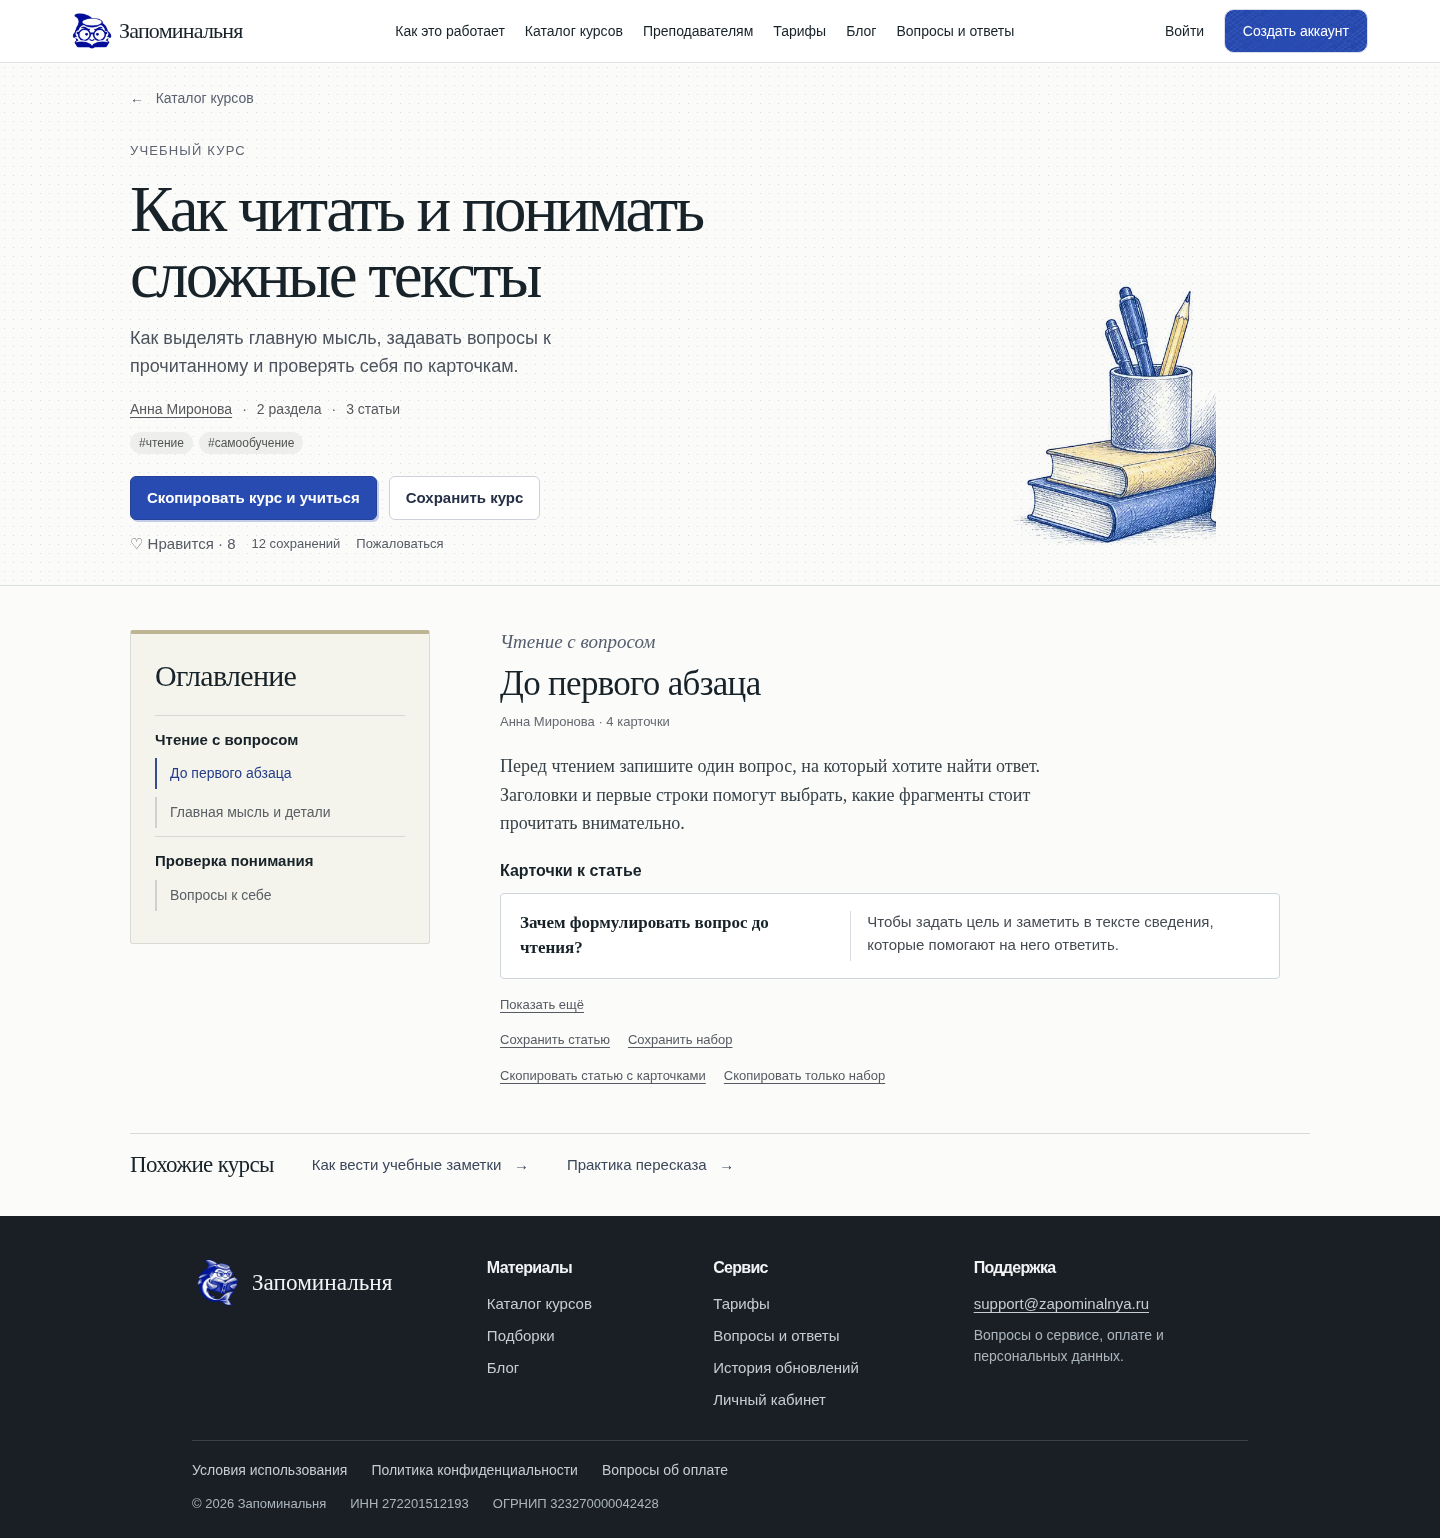 Запоминальня
Как это работает
Каталог курсов
Преподавателям
Тарифы
Блог
Вопросы и ответы
Войти
Создать аккаунт
← Каталог курсов
УЧЕБНЫЙ КУРС
Как читать и понимать
сложные тексты
Как выделять главную мысль, задавать вопросы к
прочитанному и проверять себя по карточкам.
Анна Миронова · 2 раздела · 3 статьи
#чтение #самообучение
Скопировать курс и учиться
Сохранить курс
♡ Нравится · 8 12 сохранений Пожаловаться
Оглавление
Чтение с вопросом
До первого абзаца
Главная мысль и детали
Проверка понимания
Вопросы к себе
Чтение с вопросом
До первого абзаца
Анна Миронова · 4 карточки
Перед чтением запишите один вопрос, на который хотите найти ответ.
Заголовки и первые строки помогут выбрать, какие фрагменты стоит
прочитать внимательно.
Карточки к статье
Зачем формулировать вопрос до
чтения?
Чтобы задать цель и заметить в тексте сведения,
которые помогают на него ответить.
Показать ещё
Сохранить статью Сохранить набор
Скопировать статью с карточками Скопировать только набор
Похожие курсы
Как вести учебные заметки →
Практика пересказа →
Запоминальня
Материалы
Каталог курсов
Подборки
Блог
Сервис
Тарифы
Вопросы и ответы
История обновлений
Личный кабинет
Поддержка
support@zapominalnya.ru
Вопросы о сервисе, оплате и
персональных данных.
Условия использования Политика конфиденциальности Вопросы об оплате
© 2026 Запоминальня ИНН 272201512193 ОГРНИП 323270000042428